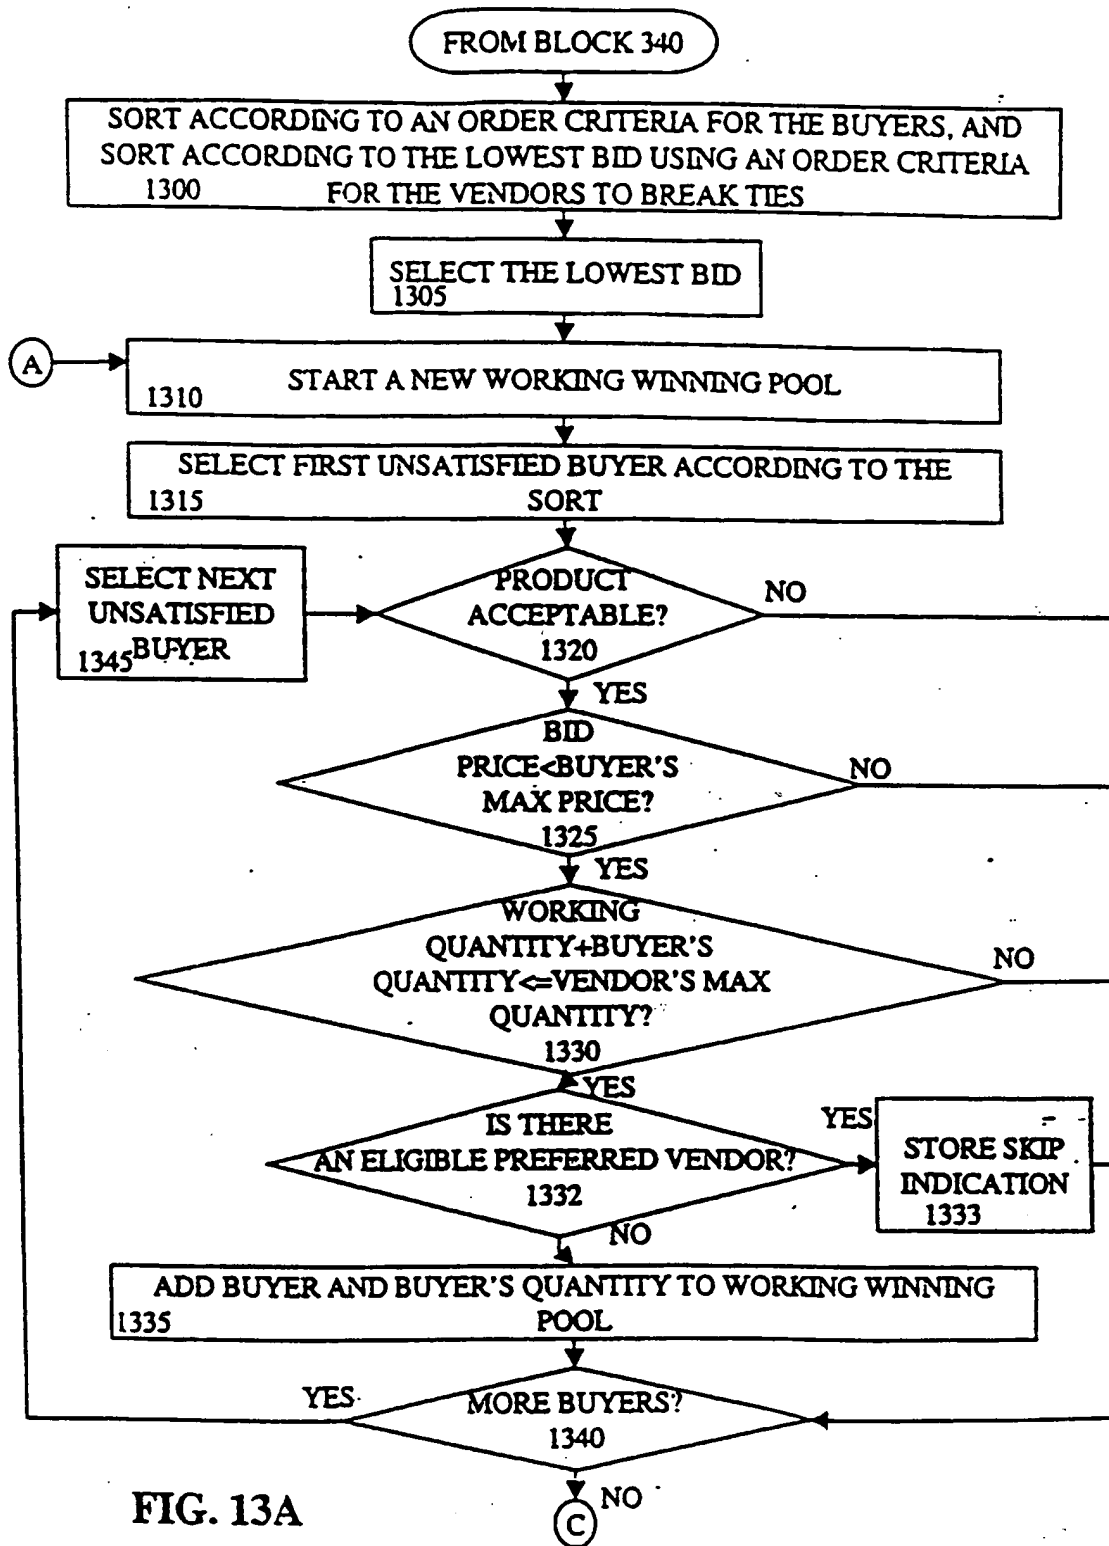 FROM BLOCK 340
SORT ACCORDING TO AN ORDER CRITERIA FOR THE BUYERS, AND
SORT ACCORDING TO THE LOWEST BID USING AN ORDER CRITERIA
1300 FOR THE VENDORS TO BREAK TIES
SELECT THE LOWEST BID
1305
A
START A NEW WORKING WINNING POOL
1310
SELECT FIRST UNSATISFIED BUYER ACCORDING TO THE
1315 SORT
SELECT NEXT
UNSATISFIED
1345 BUYER
PRODUCT
ACCEPTABLE?
1320
NO
YES
BID
PRICE<BUYER'S
MAX PRICE?
1325
NO
YES
WORKING
QUANTITY+BUYER'S
QUANTITY<=VENDOR'S MAX
QUANTITY?
1330
NO
YES
IS THERE
AN ELIGIBLE PREFERRED VENDOR?
1332
YES
STORE SKIP
INDICATION
1333
NO
ADD BUYER AND BUYER'S QUANTITY TO WORKING WINNING
1335 POOL
YES
MORE BUYERS?
1340
NO
C
FIG. 13A